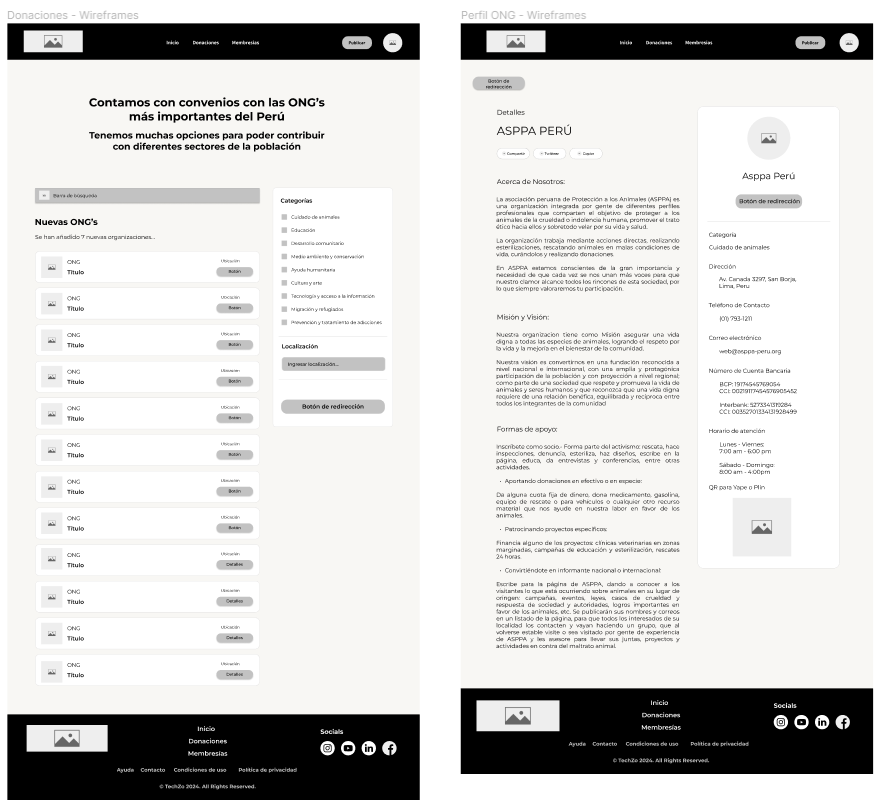 Donaciones - Wireframes
Inicio Donaciones Membresías
Publicar
Contamos con convenios con las ONG's
más importantes del Perú
Tenemos muchas opciones para poder contribuir
con diferentes sectores de la población
Barra de búsqueda
Nuevas ONG's
Se han añadido 7 nuevas organizaciones...
ONG
Título
Ubicación
Botón
ONG
Título
Ubicación
Botón
ONG
Título
Ubicación
Botón
ONG
Título
Ubicación
Botón
ONG
Título
Ubicación
Botón
ONG
Título
Ubicación
Botón
ONG
Título
Ubicación
Botón
ONG
Título
Ubicación
Botón
ONG
Título
Ubicación
Detalles
ONG
Título
Ubicación
Detalles
ONG
Título
Ubicación
Detalles
ONG
Título
Ubicación
Detalles
Categorías
Cuidado de animales
Educación
Desarrollo comunitario
Medio ambiente y conservación
Ayuda humanitaria
Cultura y arte
Tecnología y acceso a la información
Migración y refugiados
Prevención y tratamiento de adicciones
Localización
Ingresar localización...
Botón de redirección
Inicio
Donaciones
Membresías
Socials
Ayuda Contacto Condiciones de uso Política de privacidad
© TechZo 2024. All Rights Reserved.
Perfil ONG - Wireframes
Inicio Donaciones Membresías
Publicar
Botón de
redirección
Detalles
ASPPA PERÚ
Compartir
Twittear
Copiar
Acerca de Nosotros:
La asociación peruana de Protección a los Animales (ASPPA) es
una organización integrada por gente de diferentes perfiles
profesionales que comparten el objetivo de proteger a los
animales de la crueldad o indolencia humana, promover el trato
ético hacia ellos y sobretodo velar por su vida y salud.
La organización trabaja mediante acciones directas, realizando
esterilizaciones, rescatando animales en malas condiciones de
vida, curándolos y realizando donaciones.
En ASPPA estamos conscientes de la gran importancia y
necesidad de que cada vez se nos unan más voces para que
nuestro clamor alcance todos los rincones de esta sociedad, por
lo que siempre valoraremos tu participación.
Misión y Visión:
Nuestra organizacion tiene como Misión asegurar una vida
digna a todas las especies de animales, logrando el respeto por
la vida y la mejoría en el bienestar de la comunidad.
Nuestra visión es convertirnos en una fundación reconocida a
nivel nacional e internacional, con una amplia y protagónica
participación de la población y con proyección a nivel regional;
como parte de una sociedad que respete y promueva la vida de
animales y seres humanos y que reconozca que una vida digna
requiere de una relación benéfica, equilibrada y recíproca entre
todos los integrantes de la comunidad
Formas de apoyo:
Inscríbete como socio.- Forma parte del activismo: rescata, hace
inspecciones, denuncia, esteriliza, haz diseños, escribe en la
página, educa, da entrevistas y conferencias, entre otras
actividades.
• Aportando donaciones en efectivo o en especie:
De alguna cuota fija de dinero, dona medicamento, gasolina,
equipo de rescate o para vehículos o cualquier otro recurso
material que nos ayude en nuestra labor en favor de los
animales.
• Patrocinando proyectos específicos:
Financia alguno de los proyectos: clínicas veterinarias en zonas
marginadas, campañas de educación y esterilización, rescates
24 horas.
• Convirtiéndote en informante nacional o internacional:
Escribe para la página de ASPPA, dando a conocer a los
visitantes lo que está ocurriendo sobre animales en su lugar de
oringen: campañas, eventos, leyes, casos de crueldad y
respuesta de sociedad y autoridades, logros importantes en
favor de los animales, etc. Se publicarán sus nombres y correos
en un listado de la página, para que todos los interesados de su
localidad los contacten y vayan haciendo un grupo, que al
volverse estable visite o sea visitado por gente de experiencia
de ASPPA y les asesore para llevar sus juntas, proyectos y
actividades en contra del maltrato animal.
Asppa Perú
Botón de redirección
Categoría
Cuidado de animales
Dirección
Av. Canada 3297, San Borja,
Lima, Peru
Teléfono de Contacto
(01) 793-1211
Correo electrónico
web@asppa-peru.org
Número de Cuenta Bancaria
BCP: 19174545769054
CCI: 00219117454576905452
Interbank: 5273341319284
CCI: 00352701334131928499
Horario de atención
Lunes - Viernes:
7:00 am - 6:00 pm
Sábado - Domingo:
8:00 am - 4:00pm
QR para Yape o Plin
Inicio
Donaciones
Membresías
Socials
Ayuda Contacto Condiciones de uso Política de privacidad
© TechZo 2024. All Rights Reserved.